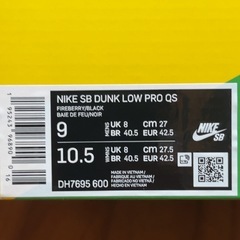 NIKE SB DUNK LOW PRO QS
FIREBERRY/BLACK
BAIE DE FEU/NOIR
9 MENS UK 8 CM 27
BR 40.5 EUR 42.5
10.5 WMNS UK 8 CM 27.5
BR 40.5 EUR 42.5
NIKE SB
DH7695 600
MADE IN VIETNAM
FABRIQUÉ AU VIETNAM
HECHO EN VIETNAM